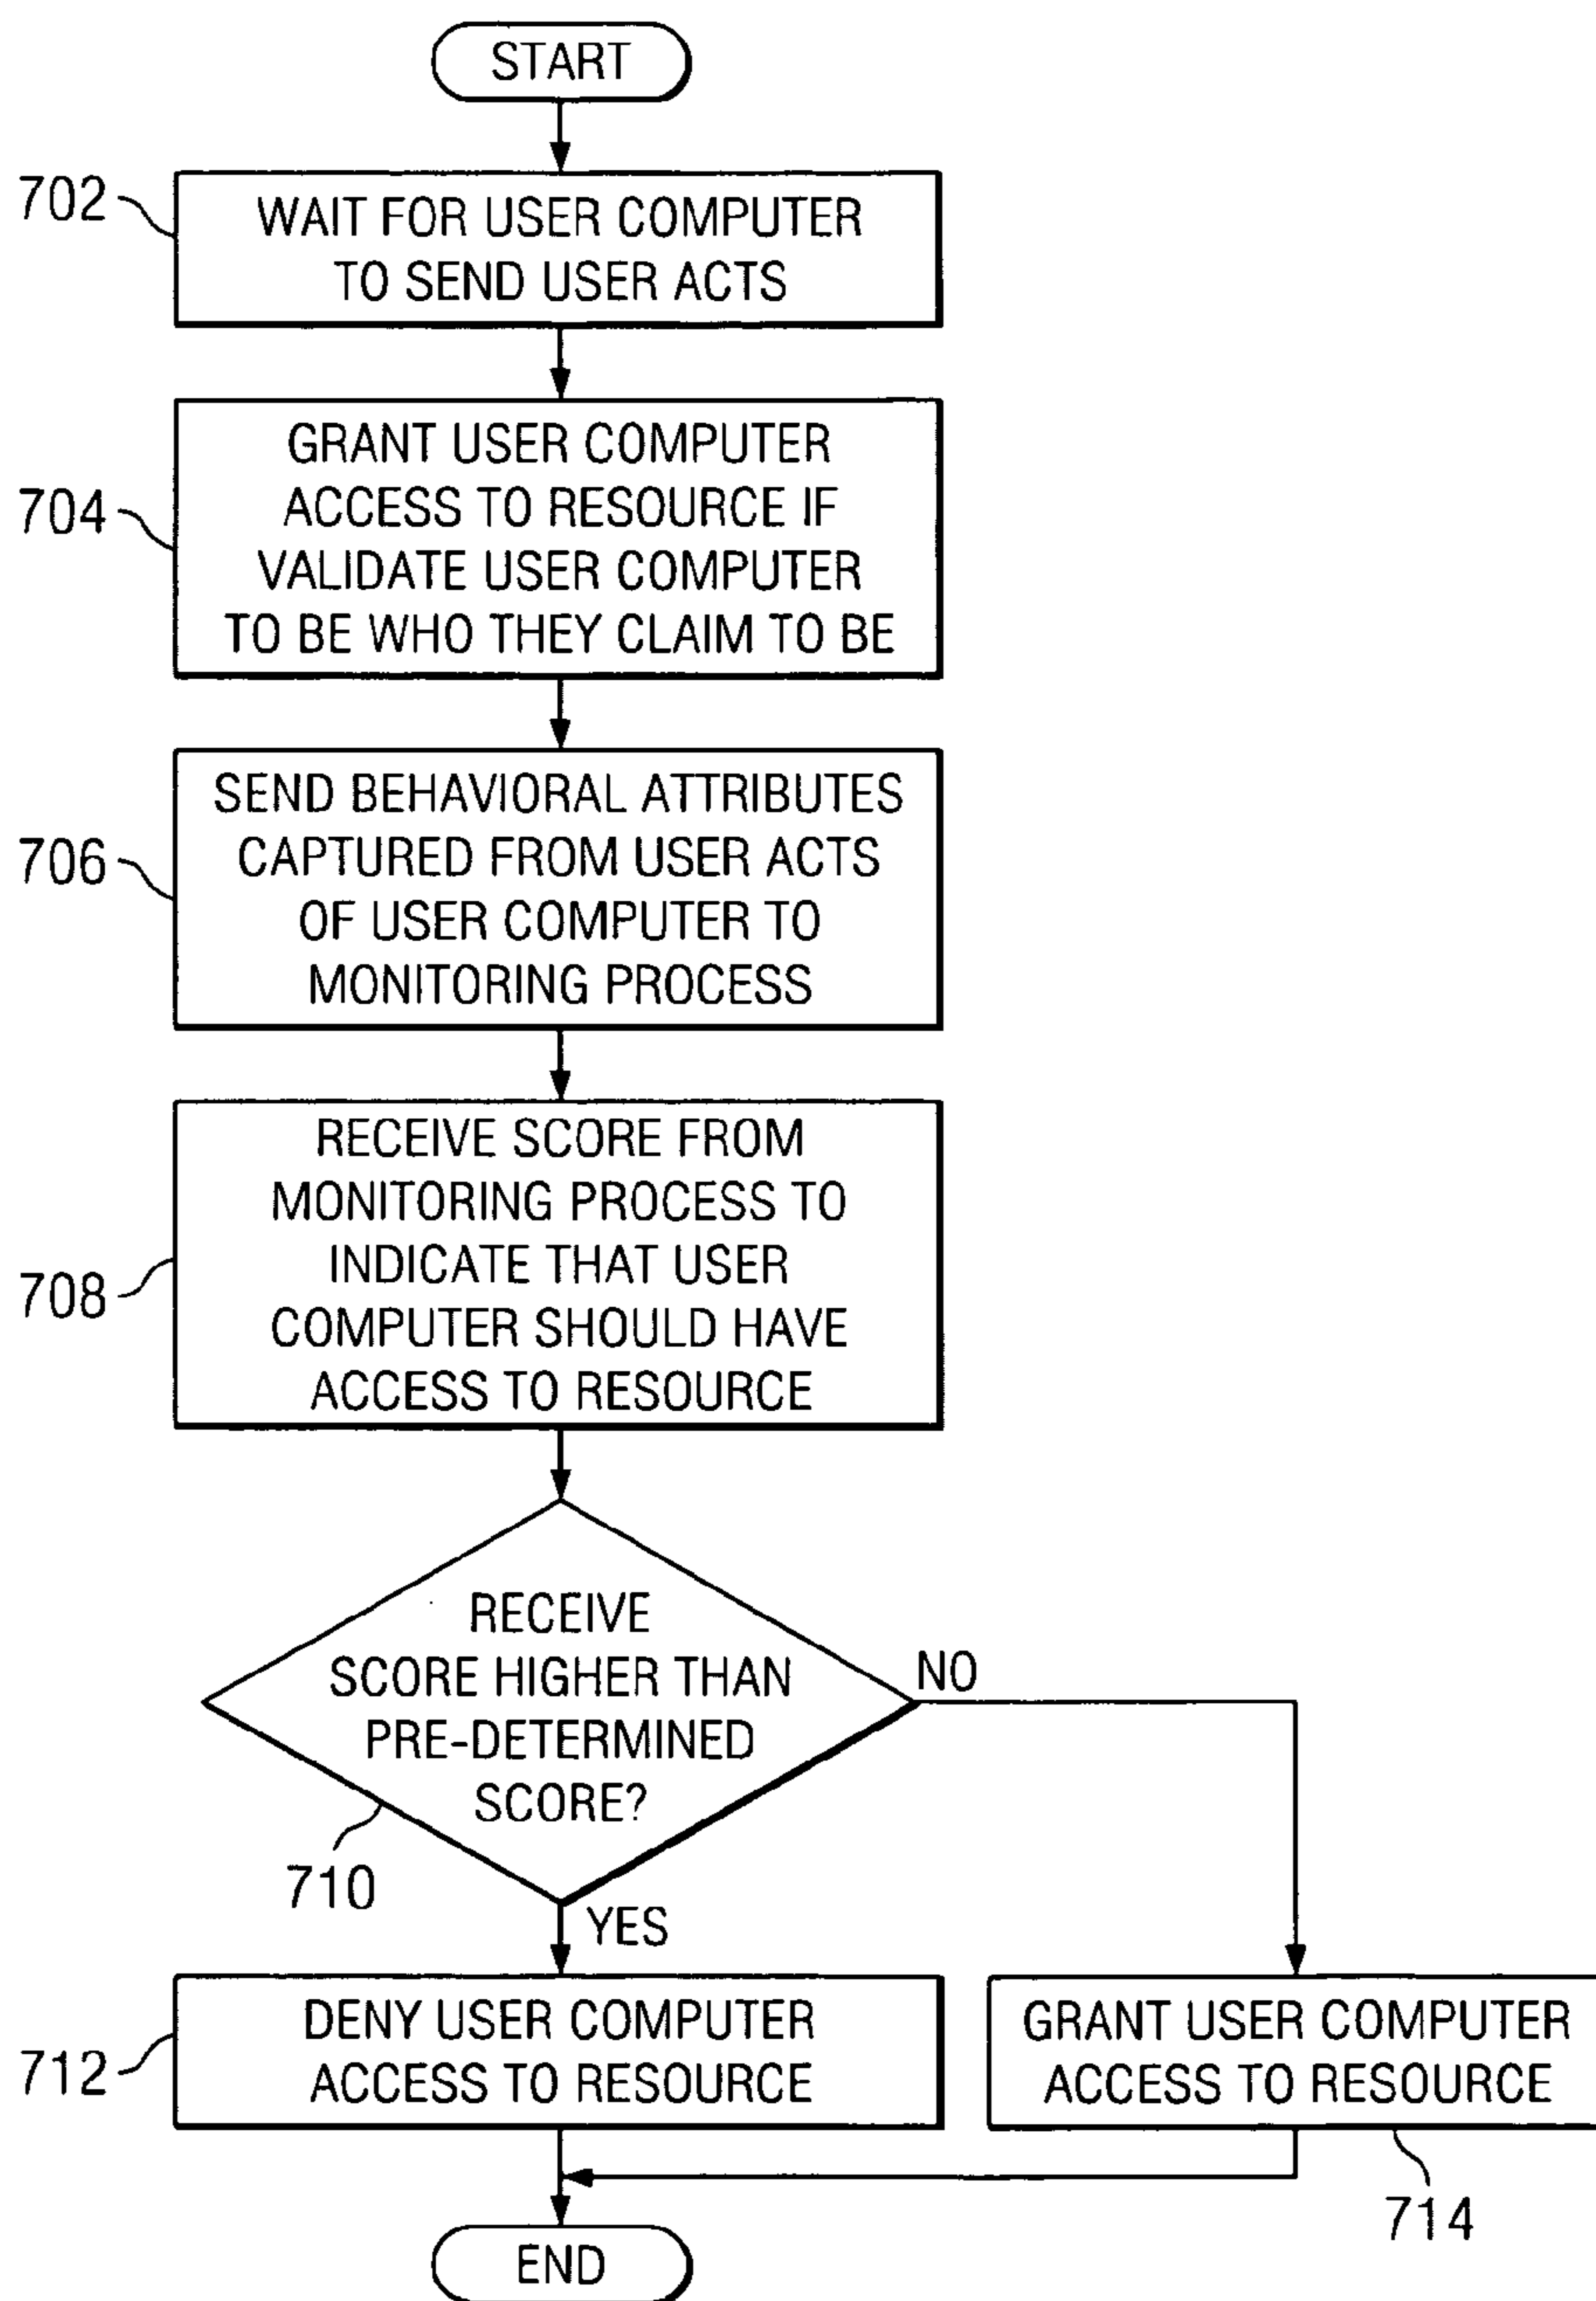 START
702
WAIT FOR USER COMPUTER
TO SEND USER ACTS
704
GRANT USER COMPUTER
ACCESS TO RESOURCE IF
VALIDATE USER COMPUTER
TO BE WHO THEY CLAIM TO BE
706
SEND BEHAVIORAL ATTRIBUTES
CAPTURED FROM USER ACTS
OF USER COMPUTER TO
MONITORING PROCESS
708
RECEIVE SCORE FROM
MONITORING PROCESS TO
INDICATE THAT USER
COMPUTER SHOULD HAVE
ACCESS TO RESOURCE
RECEIVE
SCORE HIGHER THAN
PRE-DETERMINED
SCORE?
NO
710
YES
712
DENY USER COMPUTER
ACCESS TO RESOURCE
GRANT USER COMPUTER
ACCESS TO RESOURCE
714
END